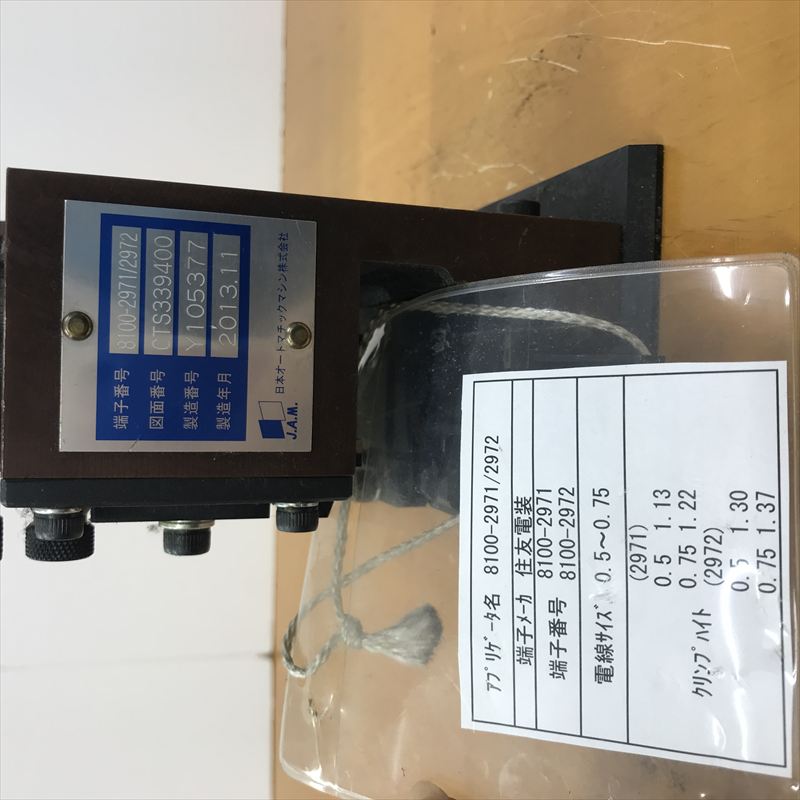 端子番号 8100-2971/2972
図面番号 CTS339400
製造番号 Y105377
製造年月 2013.11
J.A.M. 日本オートマチックマシン株式会社
アプリケータ名 8100-2971/2972
端子メーカ 住友電装
端子番号 8100-2971
8100-2972
電線サイズ 0.5~0.75
(2971)
0.5 1.13
0.75 1.22
クリンプハイト (2972)
0.5 1.30
0.75 1.37